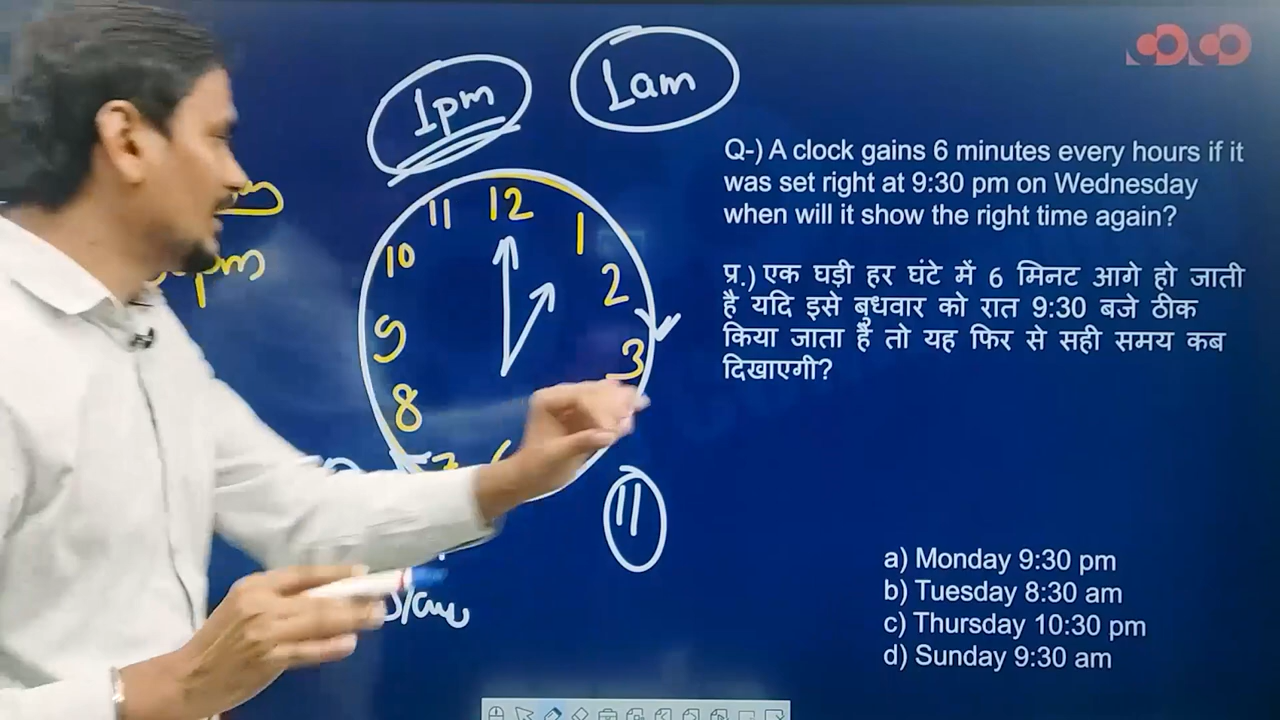 1pm
1am
Q-) A clock gains 6 minutes every hours if it
was set right at 9:30 pm on Wednesday
when will it show the right time again?
प्र.) एक घड़ी हर घंटे में 6 मिनट आगे हो जाती
है यदि इसे बुधवार को रात 9:30 बजे ठीक
किया जाता है तो यह फिर से सही समय कब
दिखाएगी?
11 12 1
10 2
9 3
8
7
11
a) Monday 9:30 pm
b) Tuesday 8:30 am
c) Thursday 10:30 pm
d) Sunday 9:30 am